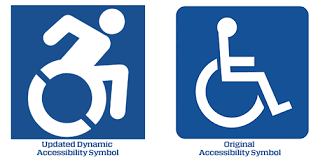 Updated Dynamic
Accessibility Symbol
Original
Accessibility Symbol